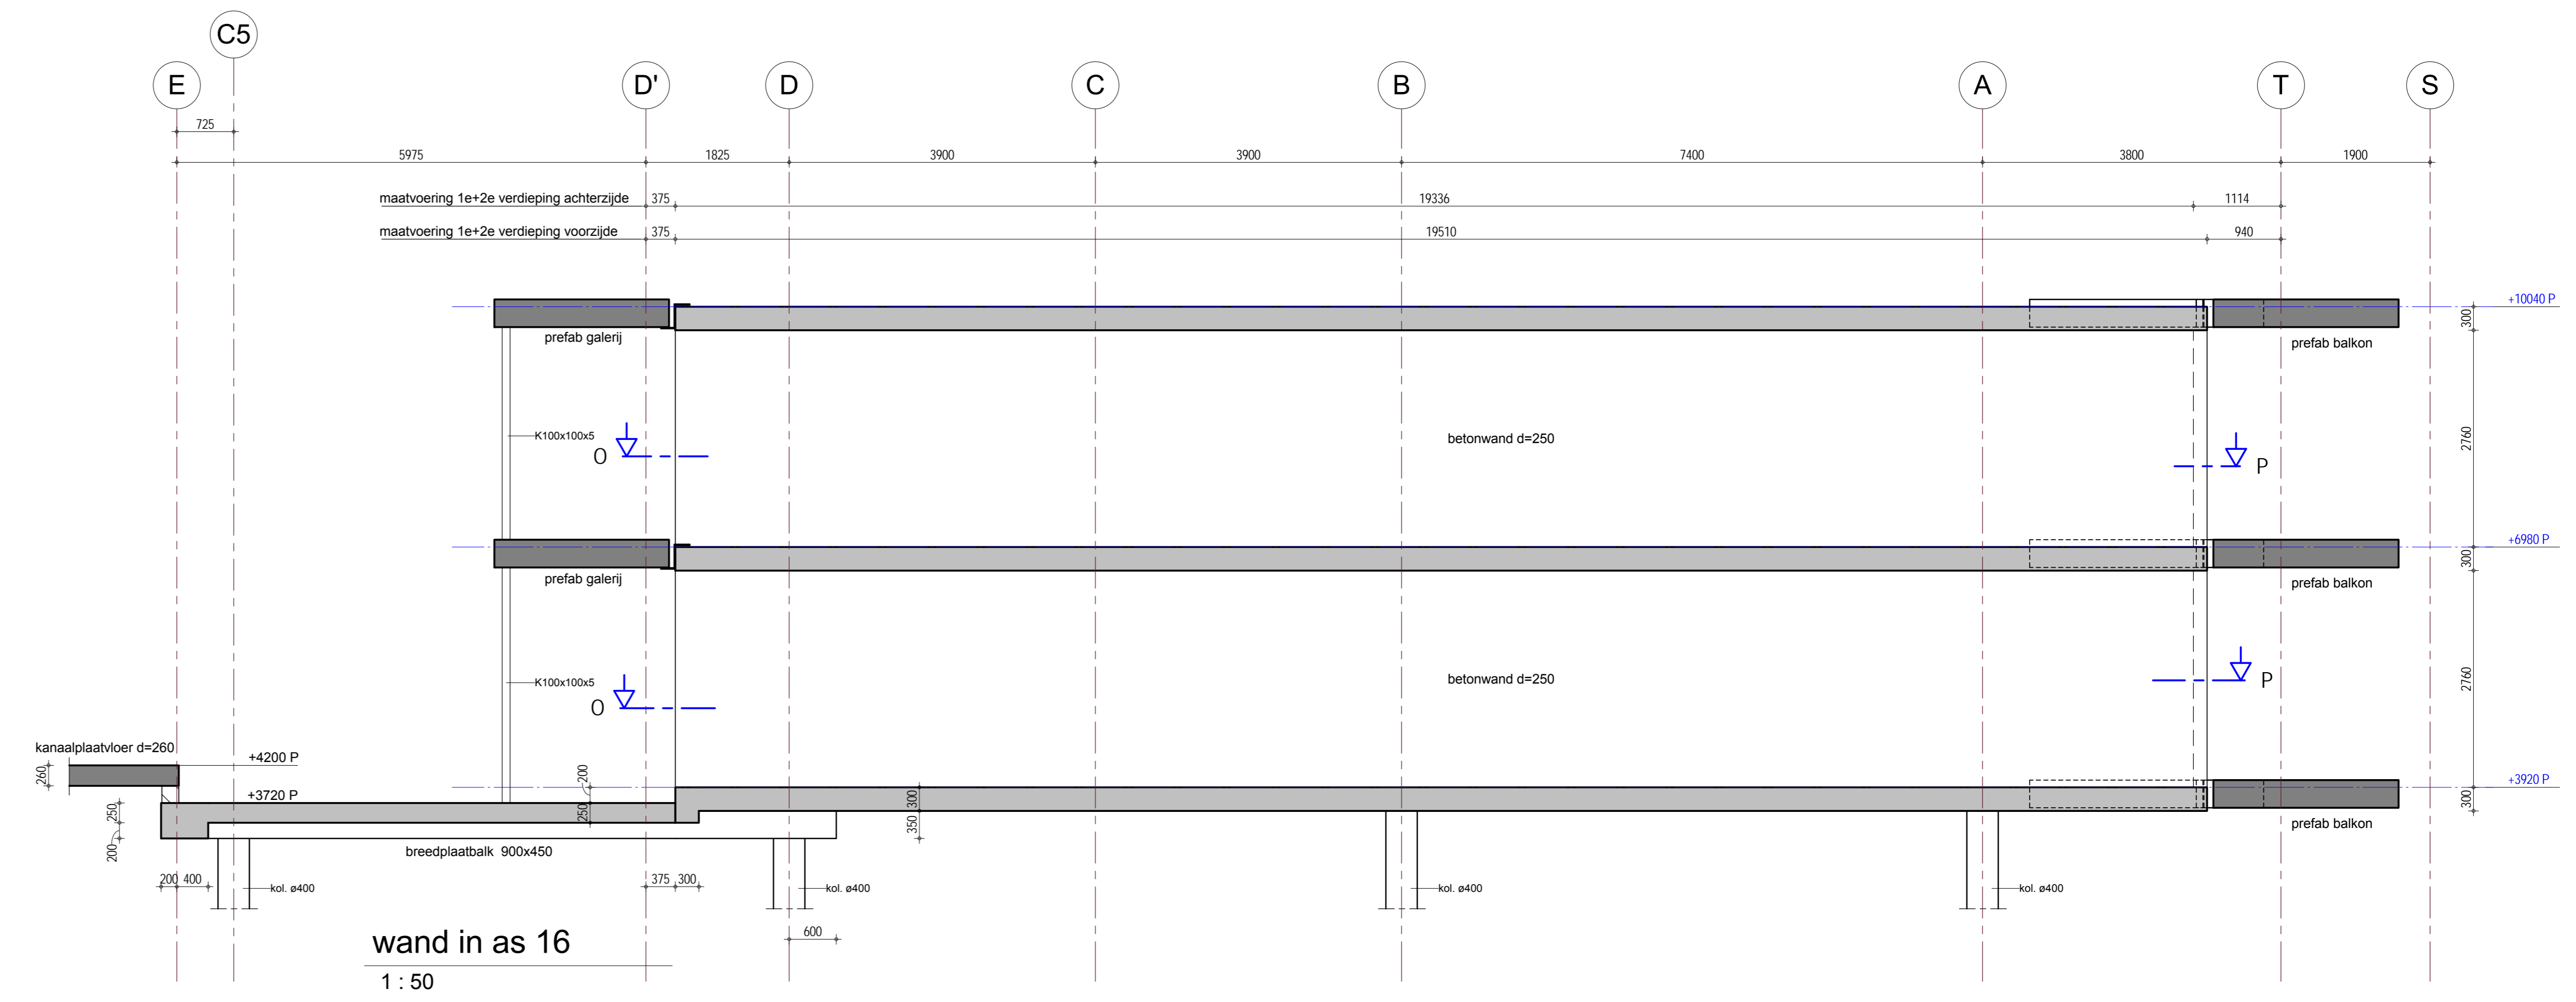 C5
E
D'
D
C
B
A
T
S
725
5975
1825
3900
3900
7400
3800
1900
maatvoering 1e+2e verdieping achterzijde
375
19336
1114
maatvoering 1e+2e verdieping voorzijde
375
19510
940
+10040 P
300
prefab galerij
prefab balkon
K100x100x5
betonwand d=250
2760
O
P
+6980 P
300
prefab galerij
prefab balkon
K100x100x5
betonwand d=250
2760
O
P
kanaalplaatvloer d=260
+4200 P
260
200
+3920 P
+3720 P
250
250
300
300
350
prefab balkon
200
breedplaatbalk 900x450
200
400
375
300
kol. ø400
kol. ø400
kol. ø400
kol. ø400
600
wand in as 16
1 : 50